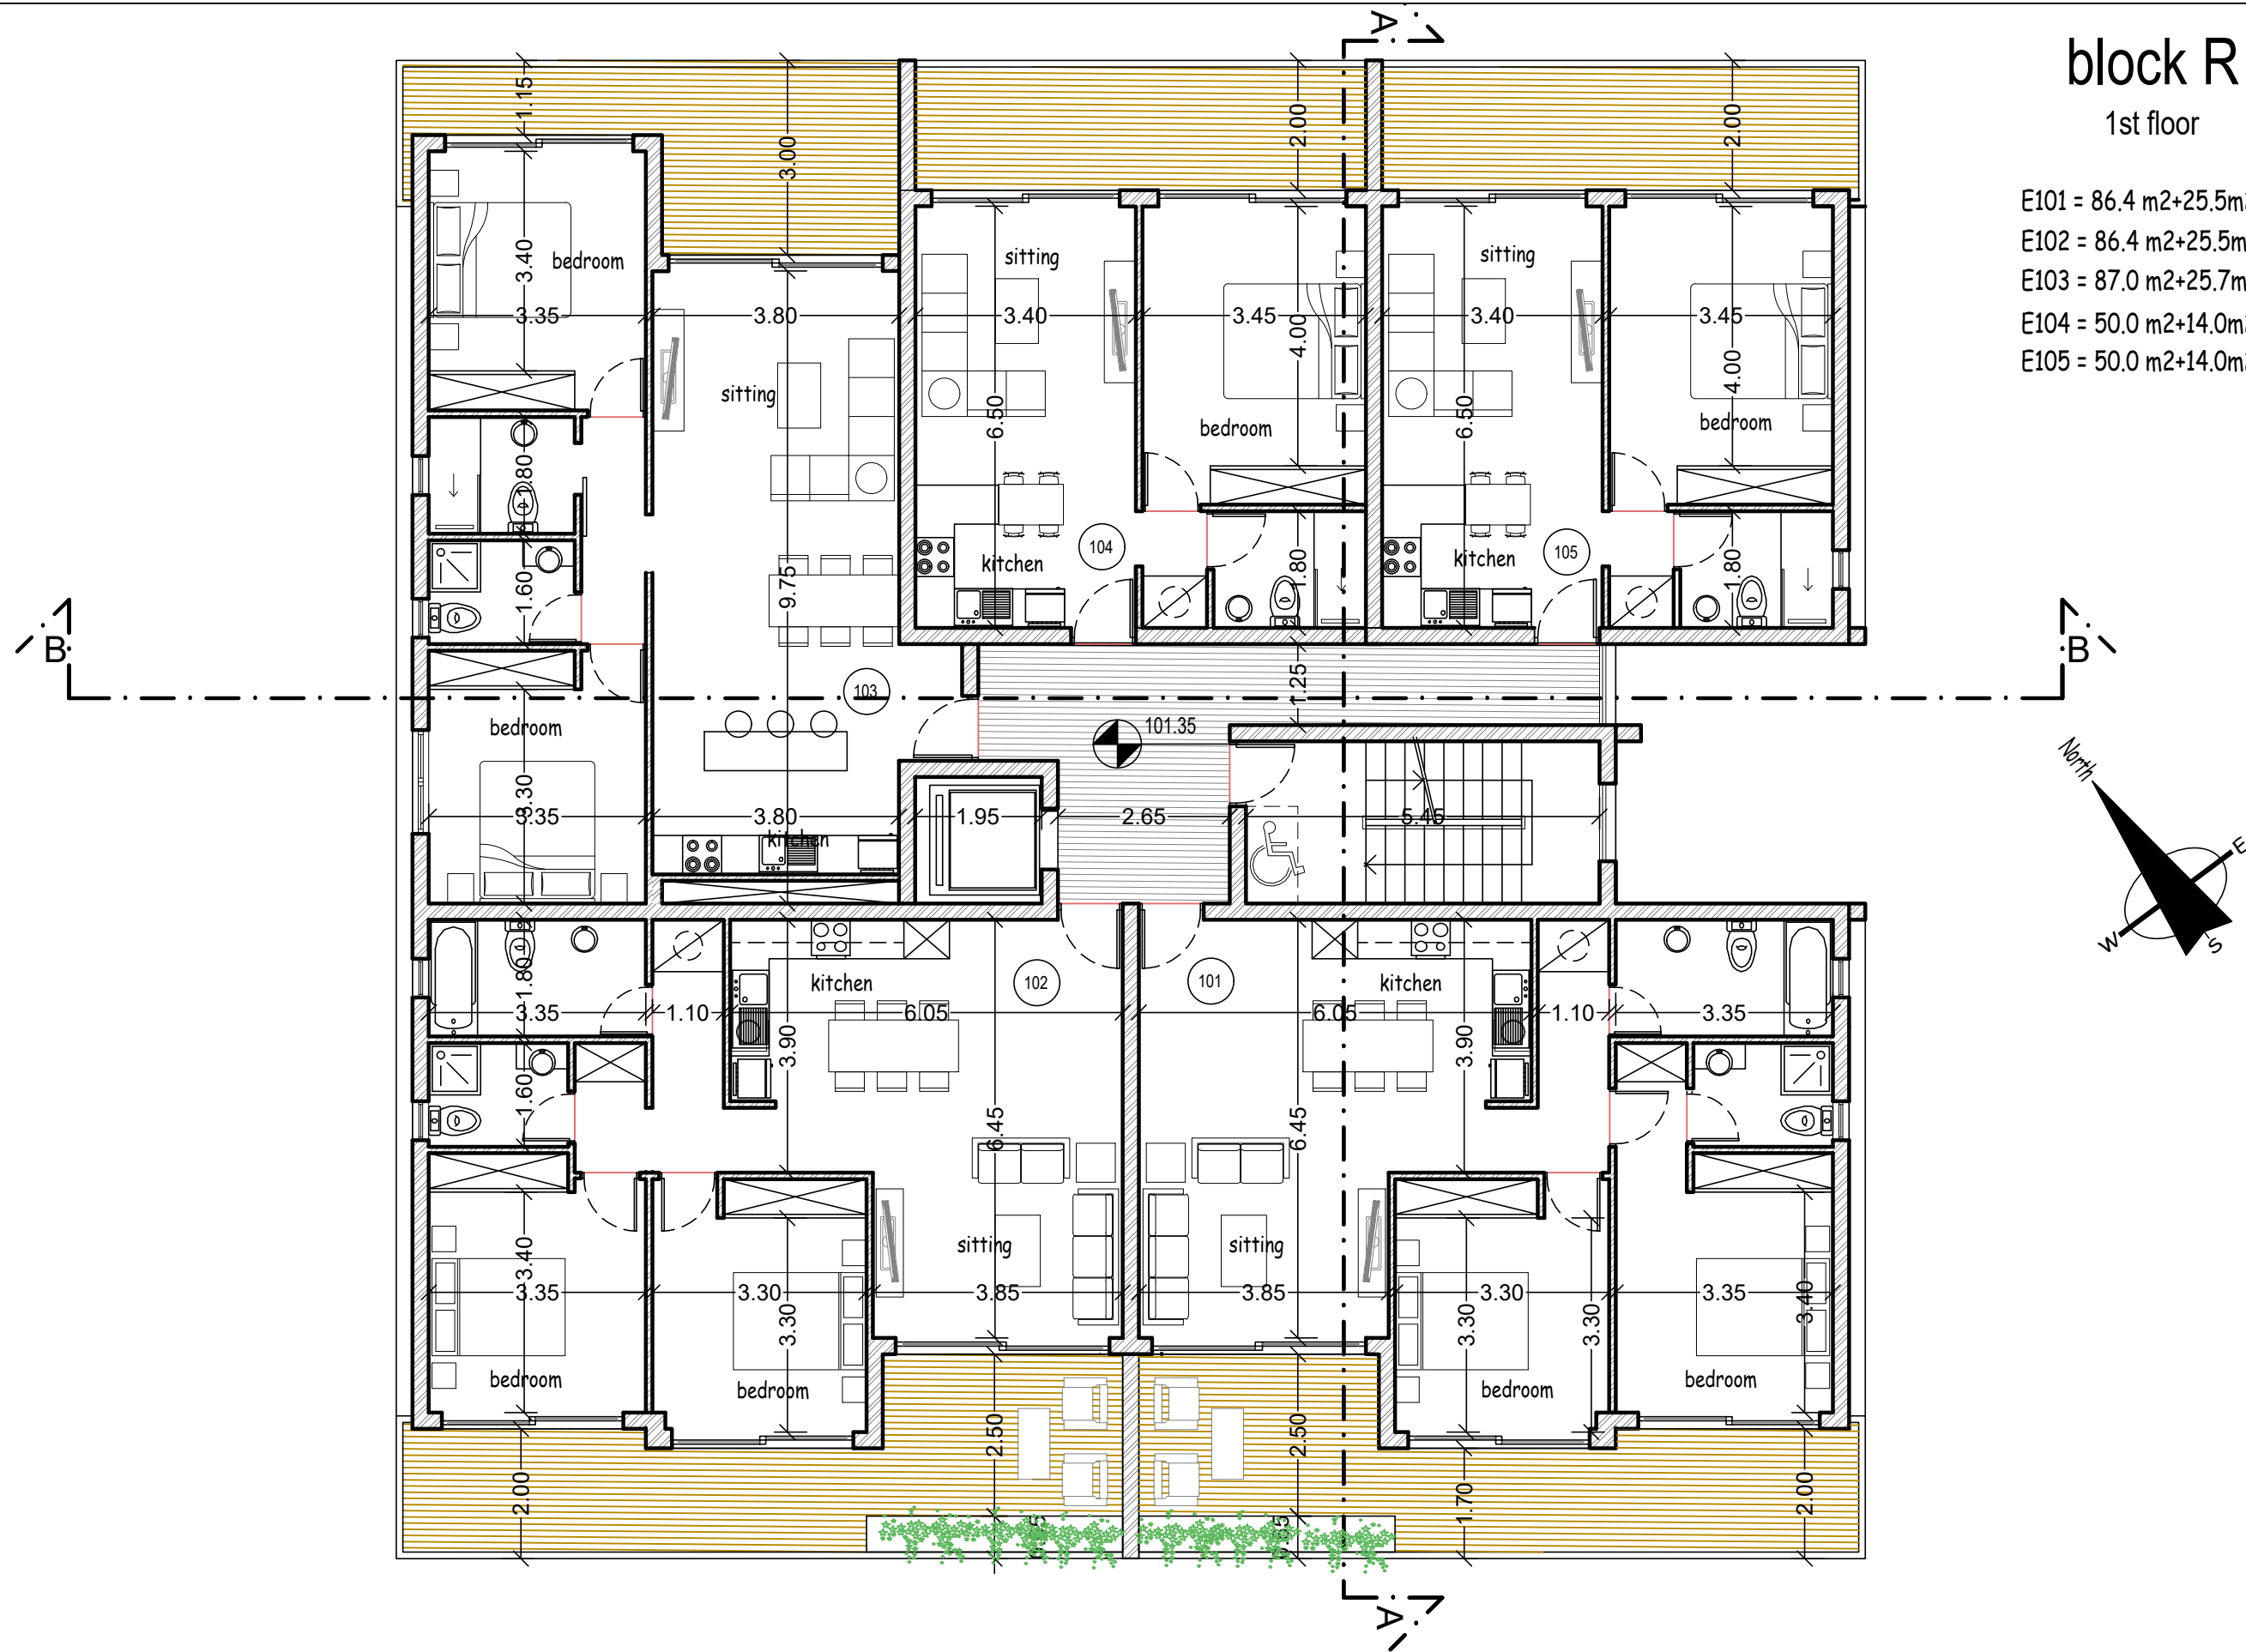 A
block R
1st floor
E101 = 86.4 m2+25.5m
E102 = 86.4 m2+25.5m
E103 = 87.0 m2+25.7m
E104 = 50.0 m2+14.0m
E105 = 50.0 m2+14.0m
1.15
3.00
2.00
2.00
3.40
bedroom
sitting
sitting
3.35
3.80
3.40
3.45
3.40
3.45
4.00
4.00
sitting
6.50
6.50
bedroom
bedroom
1.80
9.75
1.60
kitchen
104
1.80
kitchen
105
1.80
B
B
103
1.25
bedroom
101.35
North
3.30
3.35
3.80
kitchen
1.95
2.65
5.45
E
W
S
1.80
kitchen
102
101
kitchen
3.35
1.10
6.05
6.05
1.10
3.35
3.90
3.90
1.60
6.45
6.45
3.40
sitting
sitting
3.35
3.30
3.85
3.85
3.30
3.35
3.30
3.30
3.30
3.40
bedroom
bedroom
bedroom
bedroom
2.50
2.50
2.00
1.70
2.00
A